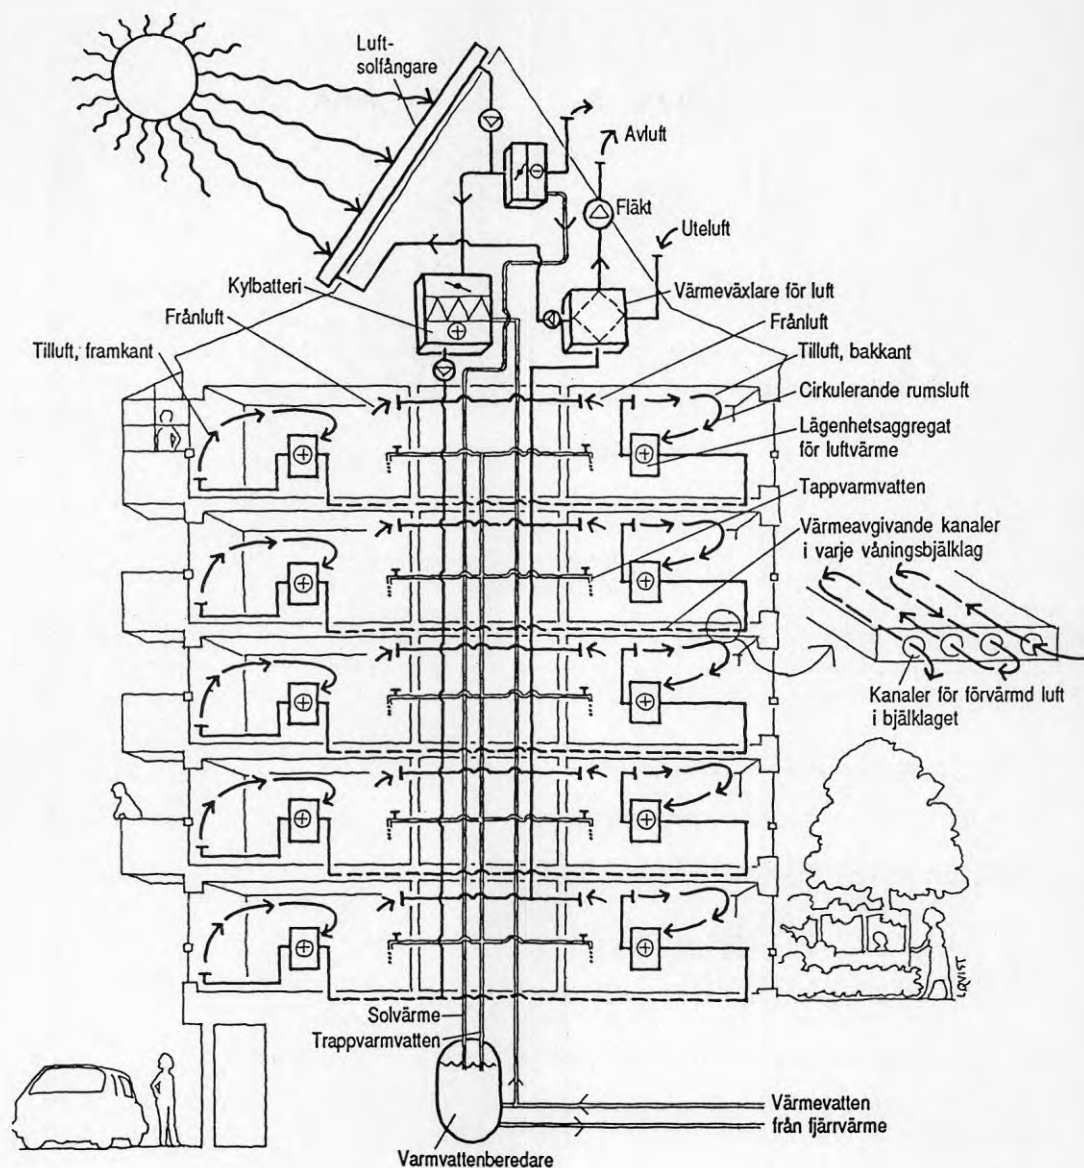 Luft-
solfångare
Avluft
Fläkt
Uteluft
Kylbatteri
Värmeväxlare för luft
Frånluft
Frånluft
Tilluft, framkant
Tilluft, bakkant
Cirkulerande rumsluft
Lägenhetsaggregat
för luftvärme
Tappvarmvatten
Värmeavgivande kanaler
i varje våningsbjälklag
Kanaler för förvärmd luft
i bjälklaget
LQVIST
Solvärme
Trappvarmvatten
Värmevatten
från fjärrvärme
Varmvattenberedare